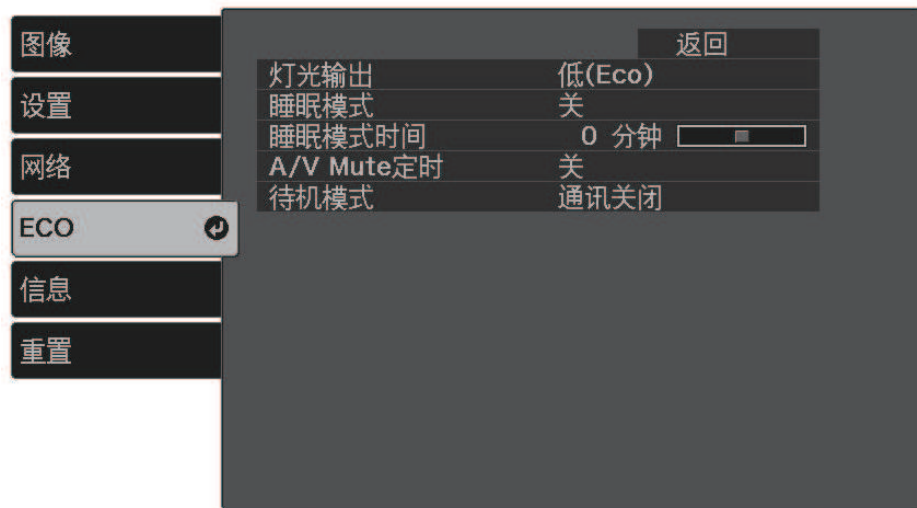 图像
设置
网络
ECO
信息
重置
返回
灯光输出 低(Eco)
睡眠模式 关
睡眠模式时间 0 分钟
A/V Mute定时 关
待机模式 通讯关闭